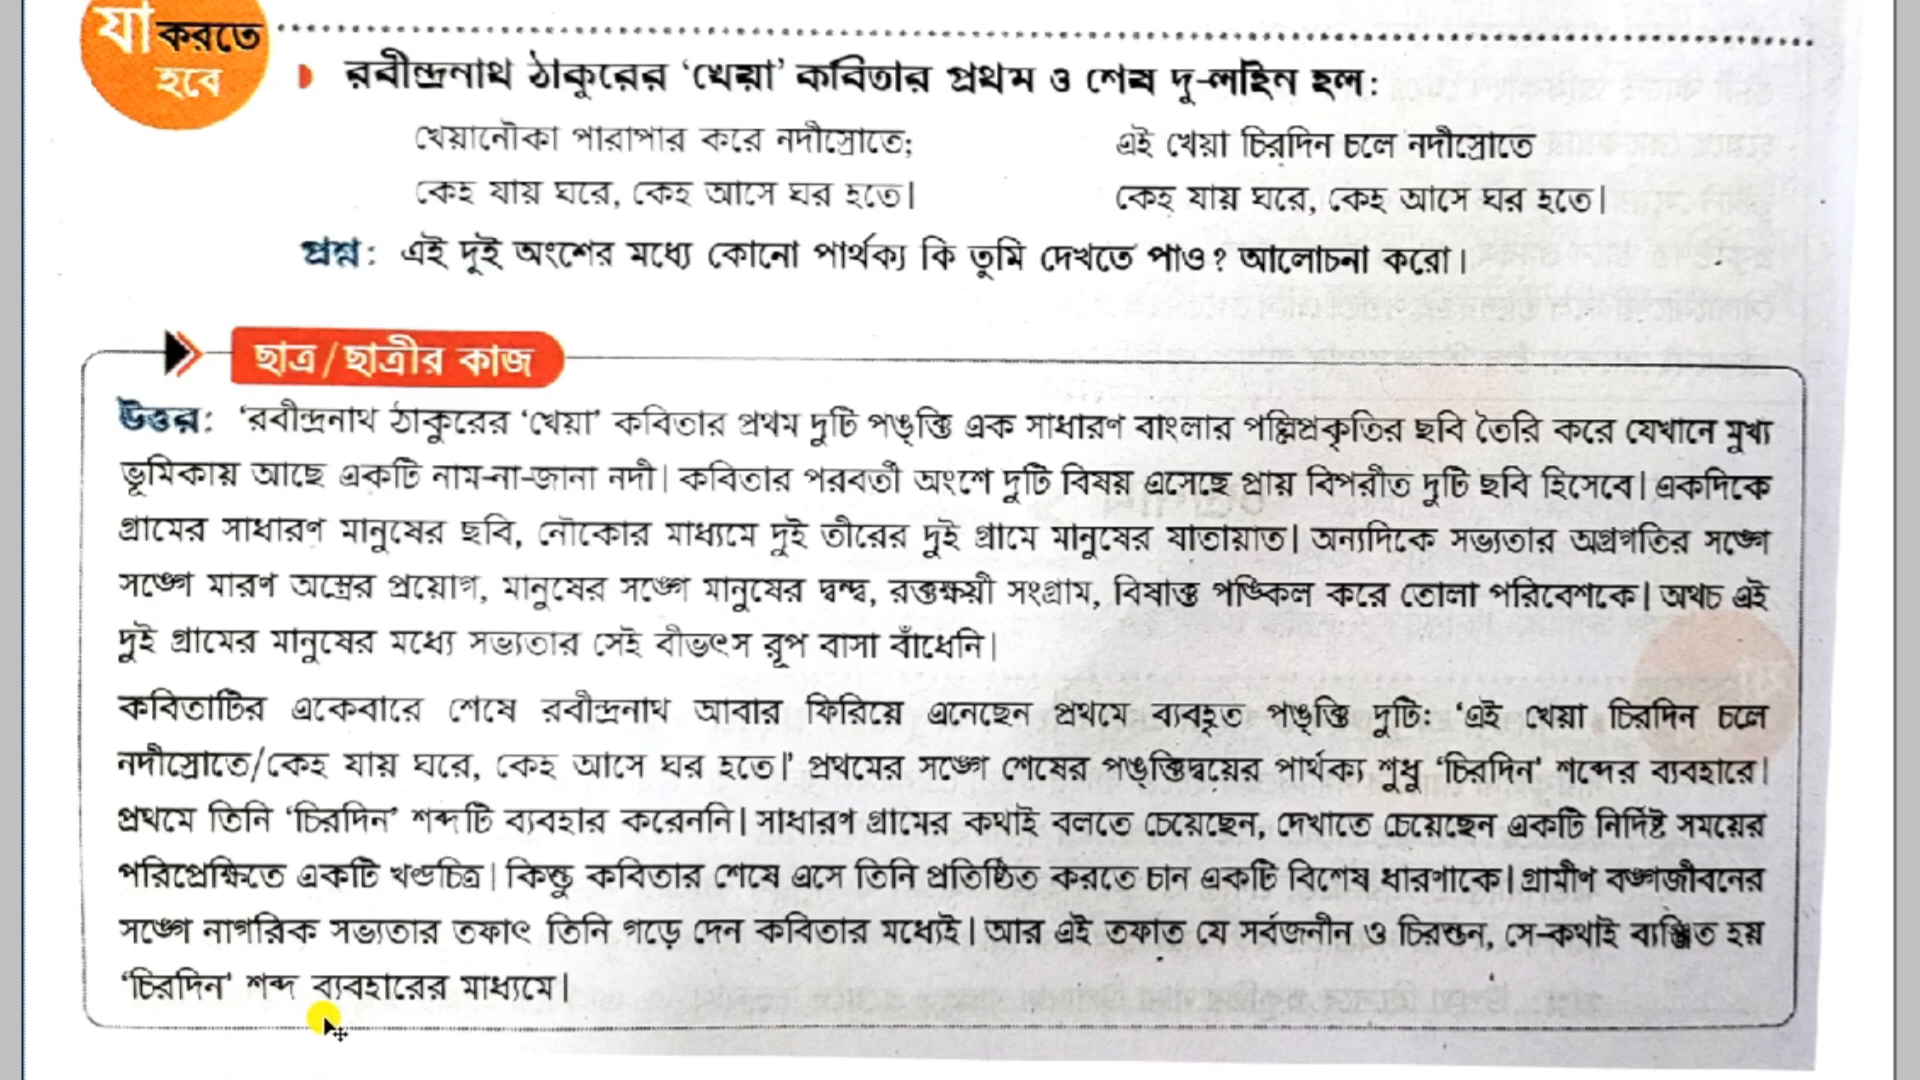 যা করতে
হবে
রবীন্দ্রনাথ ঠাকুরের ‘খেয়া’ কবিতার প্রথম ও শেষ দু-লাইন হল:
খেয়ানৌকা পারাপার করে নদীস্রোতে;
কেহ যায় ঘরে, কেহ আসে ঘর হতে।
এই খেয়া চিরদিন চলে নদীস্রোতে
কেহ যায় ঘরে, কেহ আসে ঘর হতে।
প্রশ্ন: এই দুই অংশের মধ্যে কোনো পার্থক্য কি তুমি দেখতে পাও? আলোচনা করো।
ছাত্র/ছাত্রীর কাজ
উত্তর: ‘রবীন্দ্রনাথ ঠাকুরের ‘খেয়া’ কবিতার প্রথম দুটি পঙ্‌ক্তি এক সাধারণ বাংলার পল্লিপ্রকৃতির ছবি তৈরি করে যেখানে মুখ্য
ভূমিকায় আছে একটি নাম-না-জানা নদী। কবিতার পরবর্তী অংশে দুটি বিষয় এসেছে প্রায় বিপরীত দুটি ছবি হিসেবে। একদিকে
গ্রামের সাধারণ মানুষের ছবি, নৌকোর মাধ্যমে দুই তীরের দুই গ্রামে মানুষের যাতায়াত। অন্যদিকে সভ্যতার অগ্রগতির সঙ্গে
সঙ্গে মারণ অস্ত্রের প্রয়োগ, মানুষের সঙ্গে মানুষের দ্বন্দ্ব, রক্তক্ষয়ী সংগ্রাম, বিষাক্ত পঙ্কিল করে তোলা পরিবেশকে। অথচ এই
দুই গ্রামের মানুষের মধ্যে সভ্যতার সেই বীভৎস রূপ বাসা বাঁধেনি।
কবিতাটির একেবারে শেষে রবীন্দ্রনাথ আবার ফিরিয়ে এনেছেন প্রথমে ব্যবহৃত পঙ্‌ক্তি দুটি: ‘এই খেয়া চিরদিন চলে
নদীস্রোতে/কেহ যায় ঘরে, কেহ আসে ঘর হতে।’ প্রথমের সঙ্গে শেষের পঙ্‌ক্তিদ্বয়ের পার্থক্য শুধু ‘চিরদিন’ শব্দের ব্যবহারে।
প্রথমে তিনি ‘চিরদিন’ শব্দটি ব্যবহার করেননি। সাধারণ গ্রামের কথাই বলতে চেয়েছেন, দেখাতে চেয়েছেন একটি নির্দিষ্ট সময়ের
পরিপ্রেক্ষিতে একটি খণ্ডচিত্র। কিন্তু কবিতার শেষে এসে তিনি প্রতিষ্ঠিত করতে চান একটি বিশেষ ধারণাকে। গ্রামীণ বঙ্গজীবনের
সঙ্গে নাগরিক সভ্যতার তফাৎ তিনি গড়ে দেন কবিতার মধ্যেই। আর এই তফাত যে সর্বজনীন ও চিরন্তন, সে-কথাই ব্যঞ্জিত হয়
‘চিরদিন’ শব্দ ব্যবহারের মাধ্যমে।